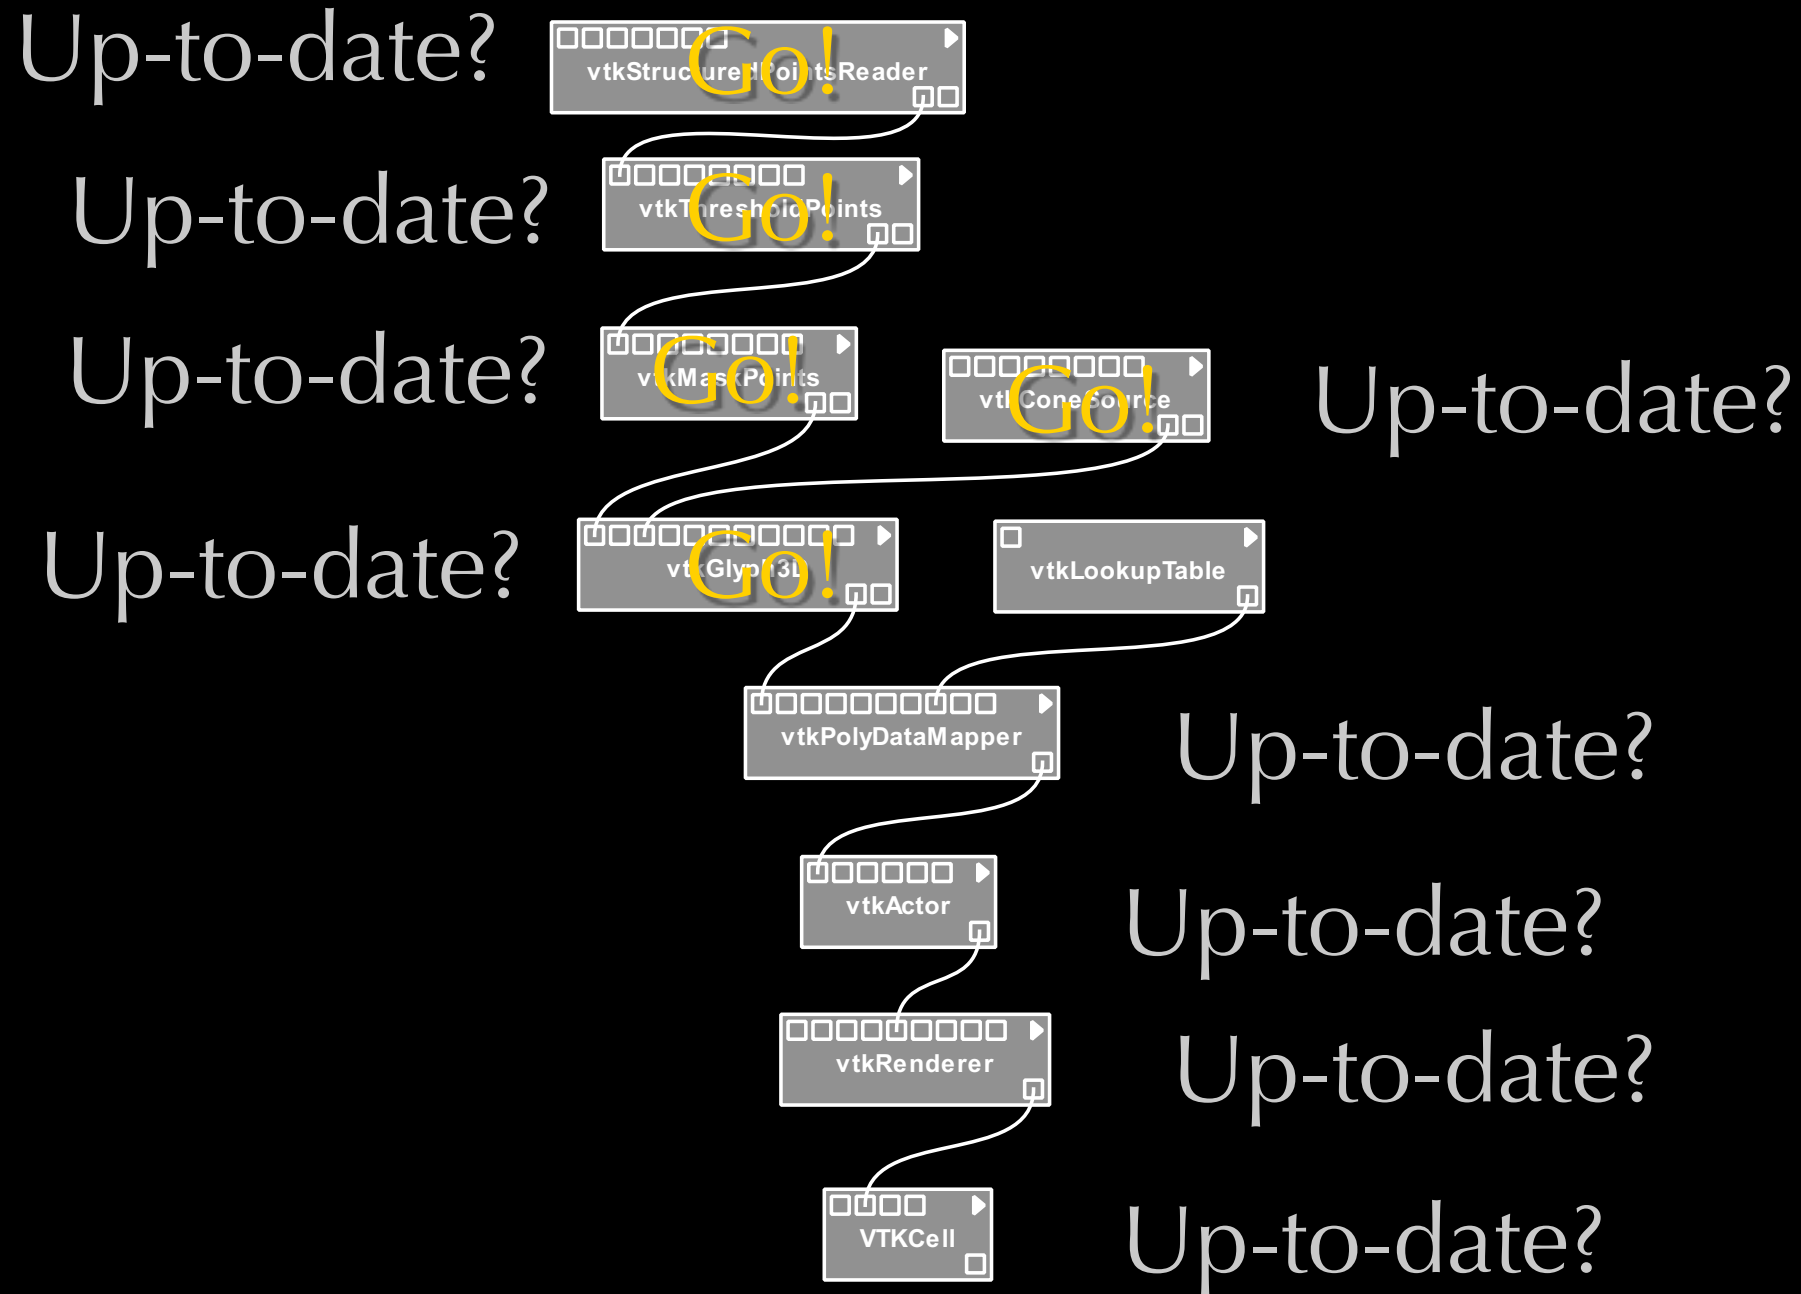 Up-to-date?
vtkStructuredPointsReader
Go!
Up-to-date?
vtkThresholdPoints
Go!
Up-to-date?
vtkMaskPoints
Go!
vtkConeSource
Go!
Up-to-date?
Up-to-date?
vtkGlyph3D
Go!
vtkLookupTable
vtkPolyDataMapper
Up-to-date?
vtkActor
Up-to-date?
vtkRenderer
Up-to-date?
VTKCell
Up-to-date?